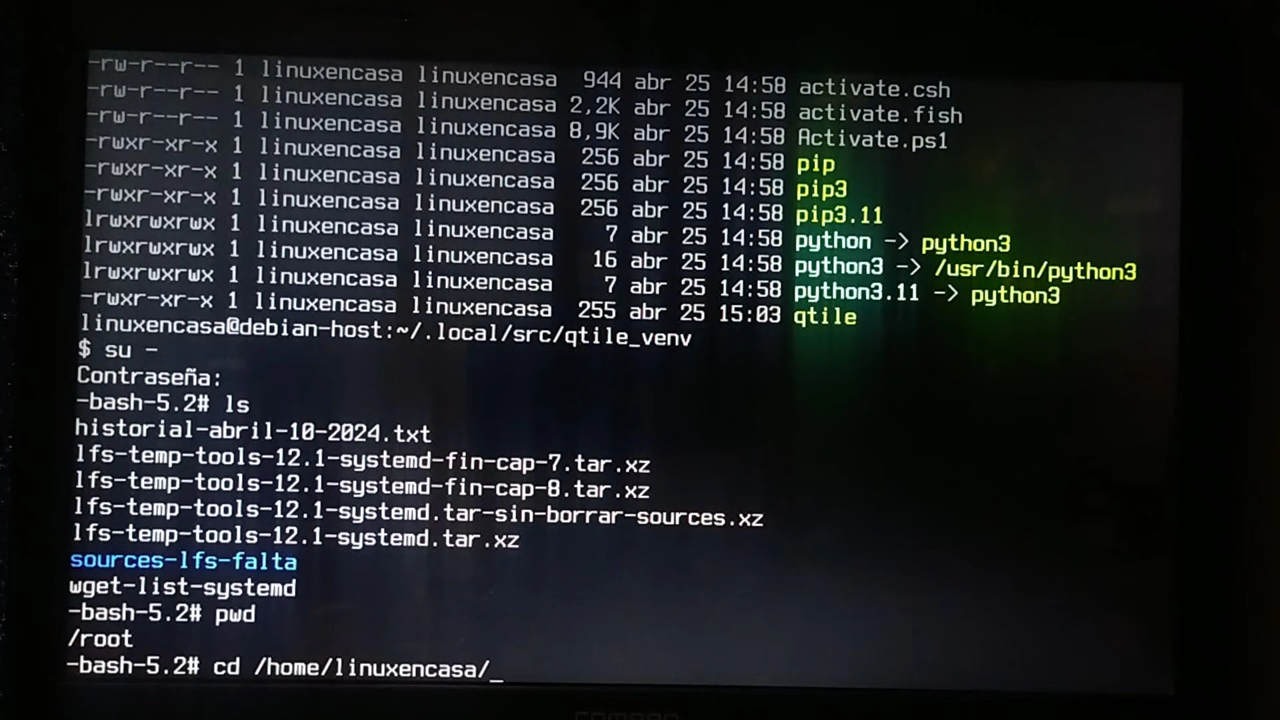 -rw-r--r-- 1 linuxencasa linuxencasa 944 abr 25 14:58 activate.csh
-rw-r--r-- 1 linuxencasa linuxencasa 2,2K abr 25 14:58 activate.fish
-rw-r--r-- 1 linuxencasa linuxencasa 8,9K abr 25 14:58 Activate.ps1
-rwxr-xr-x 1 linuxencasa linuxencasa 256 abr 25 14:58 pip
-rwxr-xr-x 1 linuxencasa linuxencasa 256 abr 25 14:58 pip3
-rwxr-xr-x 1 linuxencasa linuxencasa 256 abr 25 14:58 pip3.11
lrwxrwxrwx 1 linuxencasa linuxencasa 7 abr 25 14:58 python -> python3
lrwxrwxrwx 1 linuxencasa linuxencasa 16 abr 25 14:58 python3 -> /usr/bin/python3
lrwxrwxrwx 1 linuxencasa linuxencasa 7 abr 25 14:58 python3.11 -> python3
-rwxr-xr-x 1 linuxencasa linuxencasa 255 abr 25 15:03 qtile
linuxencasa@debian-host:~/.local/src/qtile_venv
$ su -
Contraseña:
-bash-5.2# ls
historial-abril-10-2024.txt
lfs-temp-tools-12.1-systemd-fin-cap-7.tar.xz
lfs-temp-tools-12.1-systemd-fin-cap-8.tar.xz
lfs-temp-tools-12.1-systemd.tar-sin-borrar-sources.xz
lfs-temp-tools-12.1-systemd.tar.xz
sources-lfs-falta
wget-list-systemd
-bash-5.2# pwd
/root
-bash-5.2# cd /home/linuxencasa/_